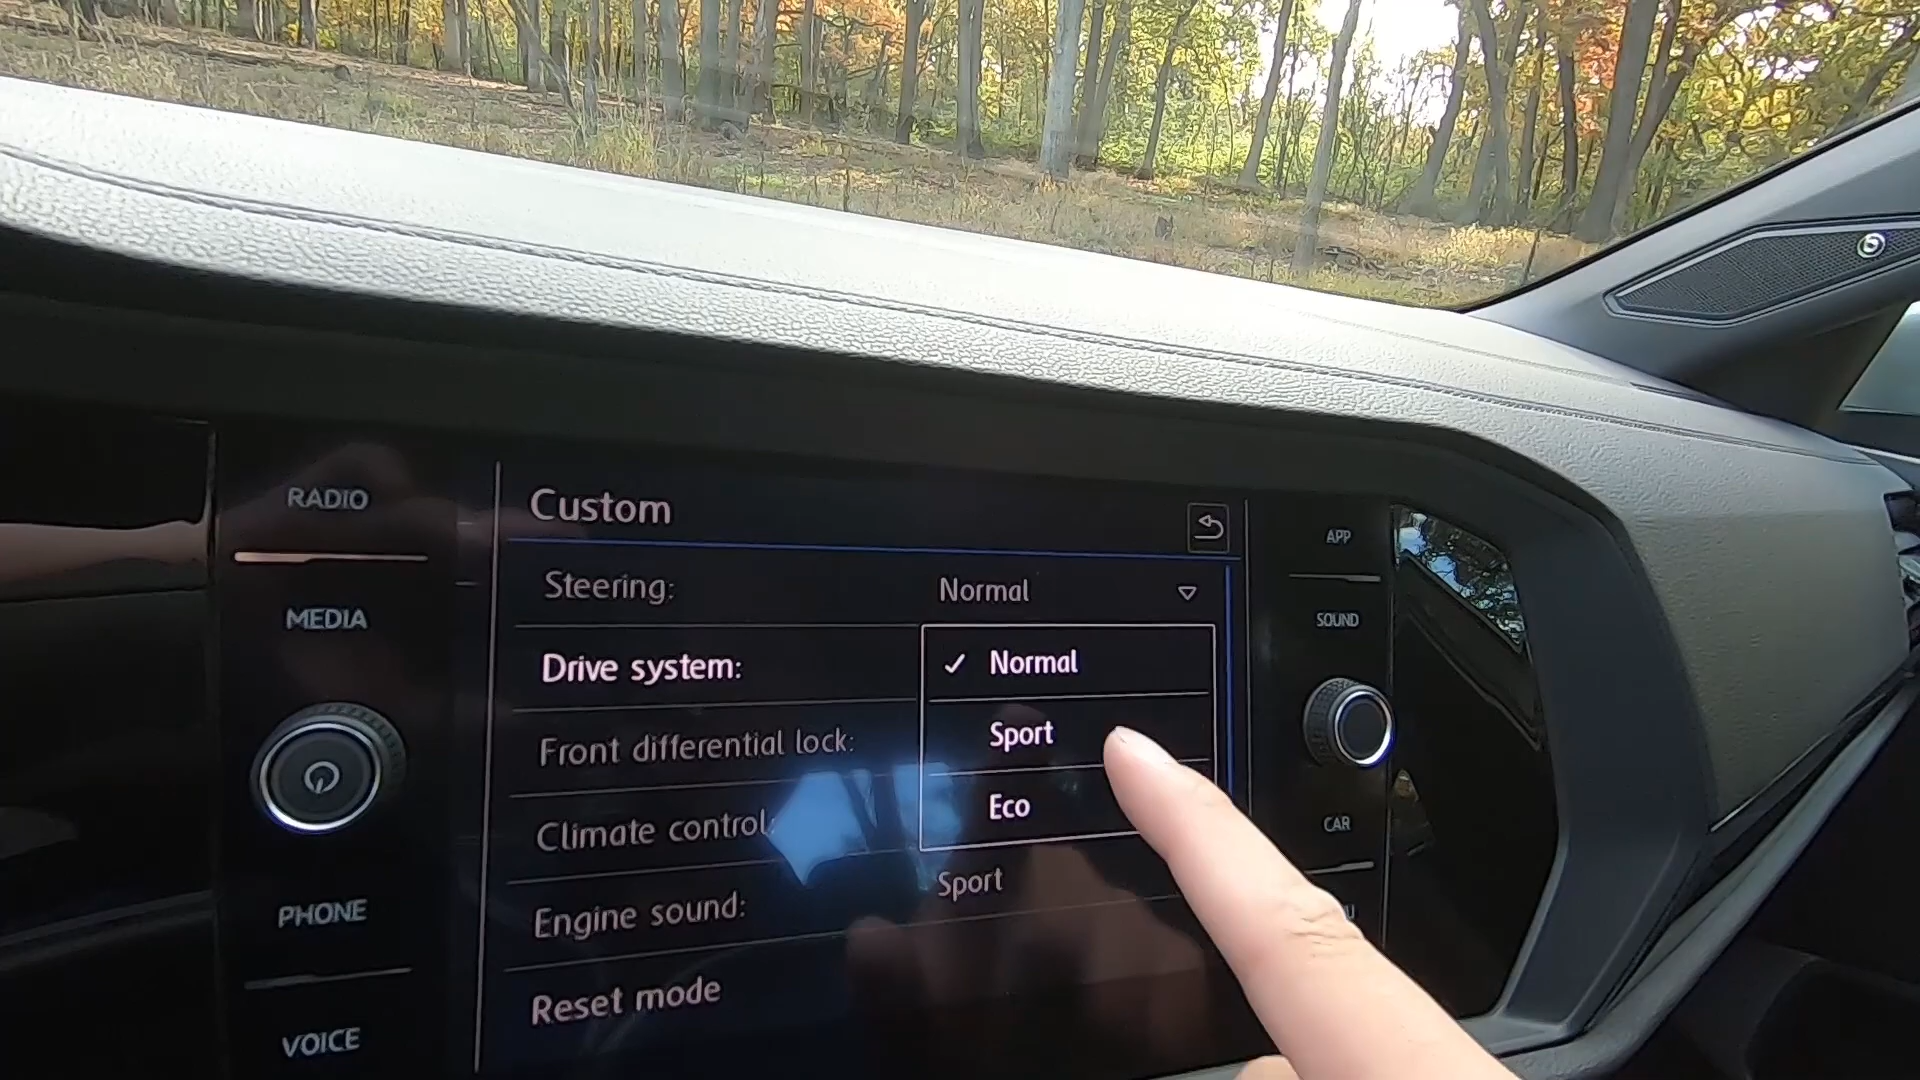 RADIO
MEDIA
PHONE
VOICE
Custom
Steering: Normal
Drive system:
✓ Normal
Sport
Eco
Front differential lock:
Climate control:
Engine sound: Sport
Reset mode
APP
SOUND
CAR